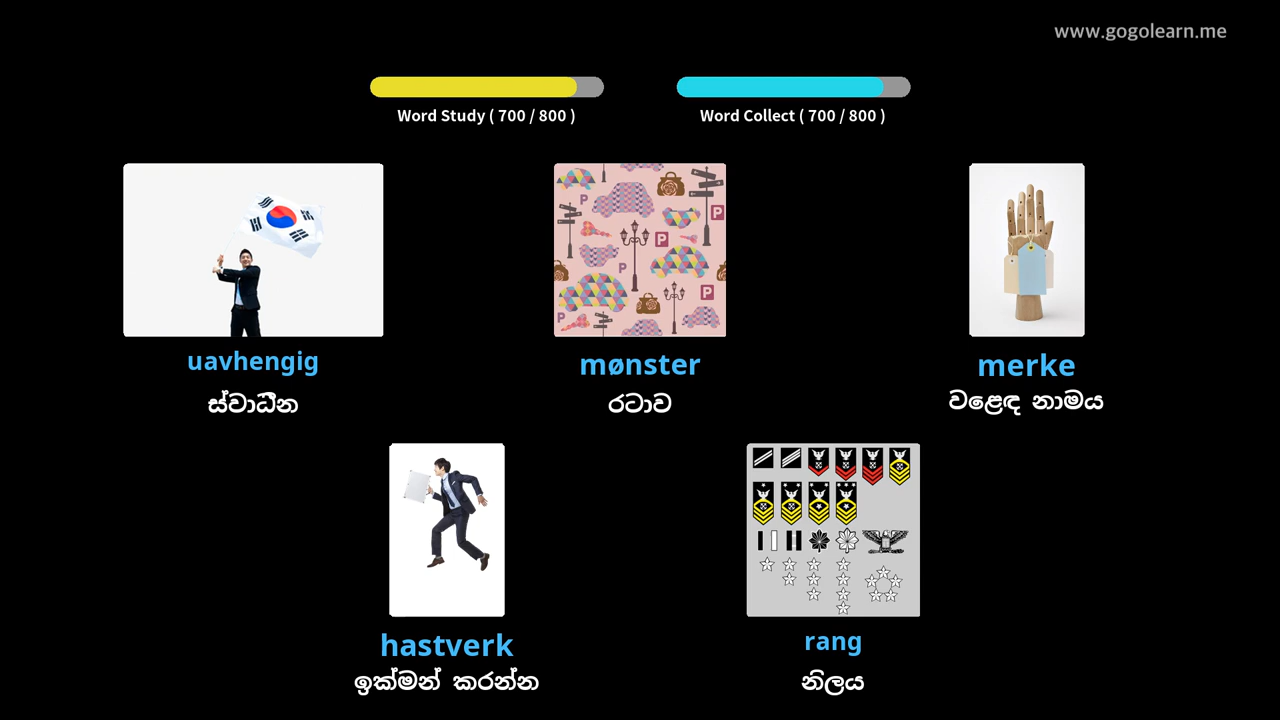 www.gogolearn.me
Word Study ( 700 / 800 )
Word Collect ( 700 / 800 )
P
P
P
P
P
P
uavhengig
mønster
merke
ස්වාධීන
රටාව
වළෙඳ නාමය
hastverk
rang
ඉක්මන් කරන්න
නිලය